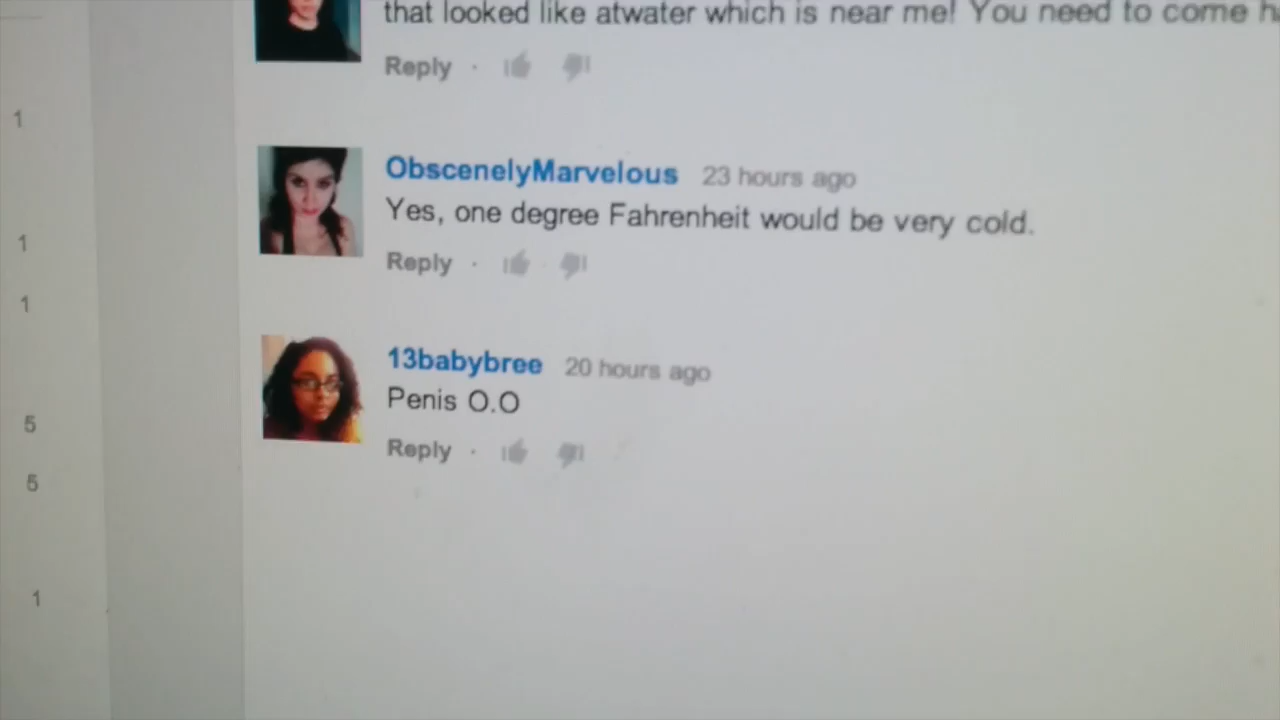 that looked like atwater which is near me! You need to come
Reply ·
1
ObscenelyMarvelous 23 hours ago
Yes, one degree Fahrenheit would be very cold.
1
Reply ·
1
13babybree 20 hours ago
Penis O.O
5
Reply ·
5
1